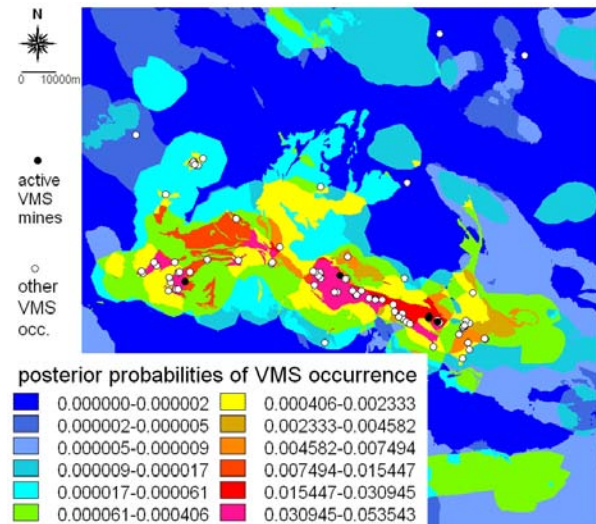 N
0 10000m
active
VMS
mines
other
VMS
occ.
posterior probabilities of VMS occurrence
0.000000-0.000002
0.000002-0.000005
0.000005-0.000009
0.000009-0.000017
0.000017-0.000061
0.000061-0.000406
0.000406-0.002333
0.002333-0.004582
0.004582-0.007494
0.007494-0.015447
0.015447-0.030945
0.030945-0.053543